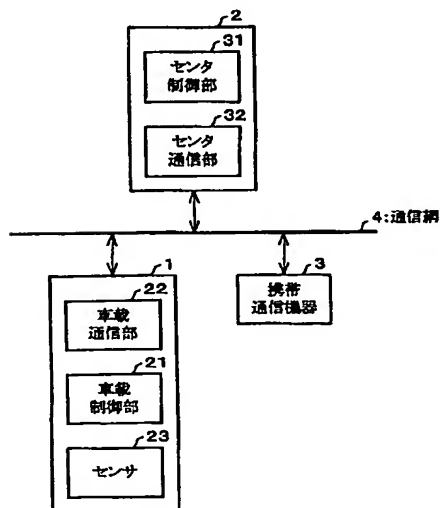 2
31
センタ
制御部
32
センタ
通信部
4:通信網
1
22
車載
通信部
21
車載
制御部
23
センサ
3
携帯
通信機器